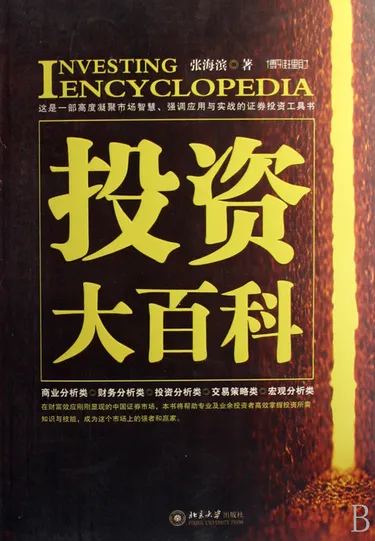 INVESTING
ENCYCLOPEDIA
张海滨◎著
博雅理财
这是一部高度凝聚市场智慧、强调应用与实战的证券投资工具书
投资
大百科
商业分析类◇财务分析类◇投资分析类◇交易策略类◇宏观分析类
在财富效应刚刚显现的中国证券市场，本书将帮助专业及业余投资者高效掌握投资所需
知识与技能，成为这个市场上的强者和赢家。
北京大学出版社
B